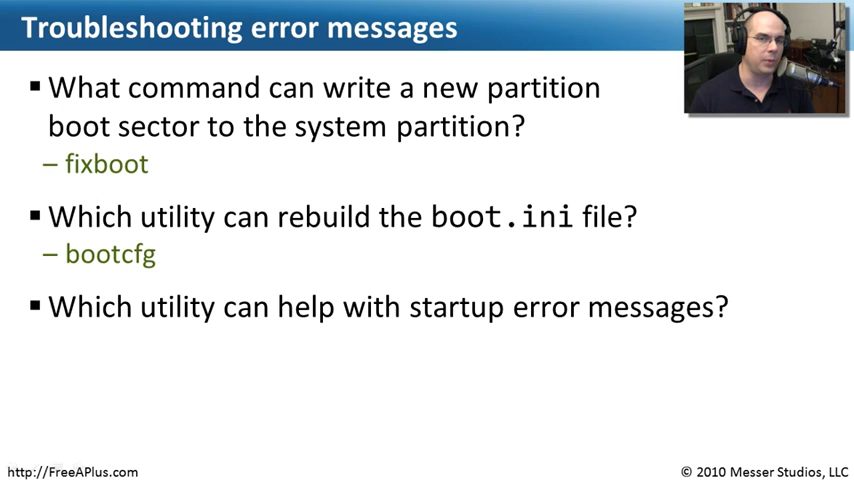 Troubleshooting error messages
▪ What command can write a new partition
boot sector to the system partition?
– fixboot
▪ Which utility can rebuild the boot.ini file?
– bootcfg
▪ Which utility can help with startup error messages?
http://FreeAPlus.com
© 2010 Messer Studios, LLC